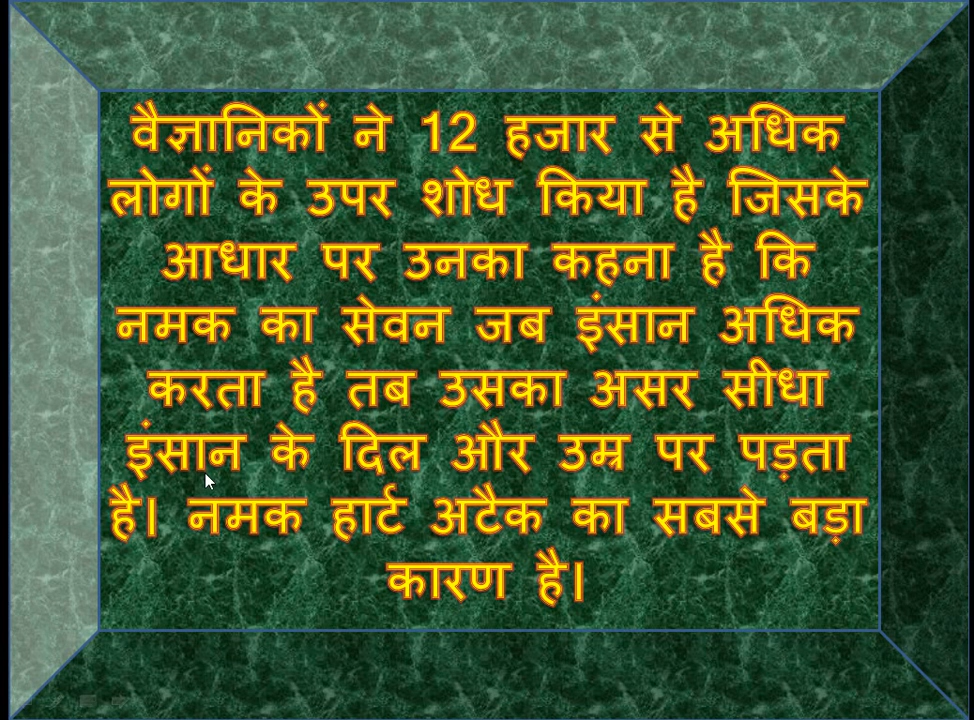 वैज्ञानिकों ने 12 हजार से अधिक
लोगों के उपर शोध किया है जिसके
आधार पर उनका कहना है कि
नमक का सेवन जब इंसान अधिक
करता है तब उसका असर सीधा
इंसान के दिल और उम्र पर पड़ता
है। नमक हार्ट अटैक का सबसे बड़ा
कारण है।